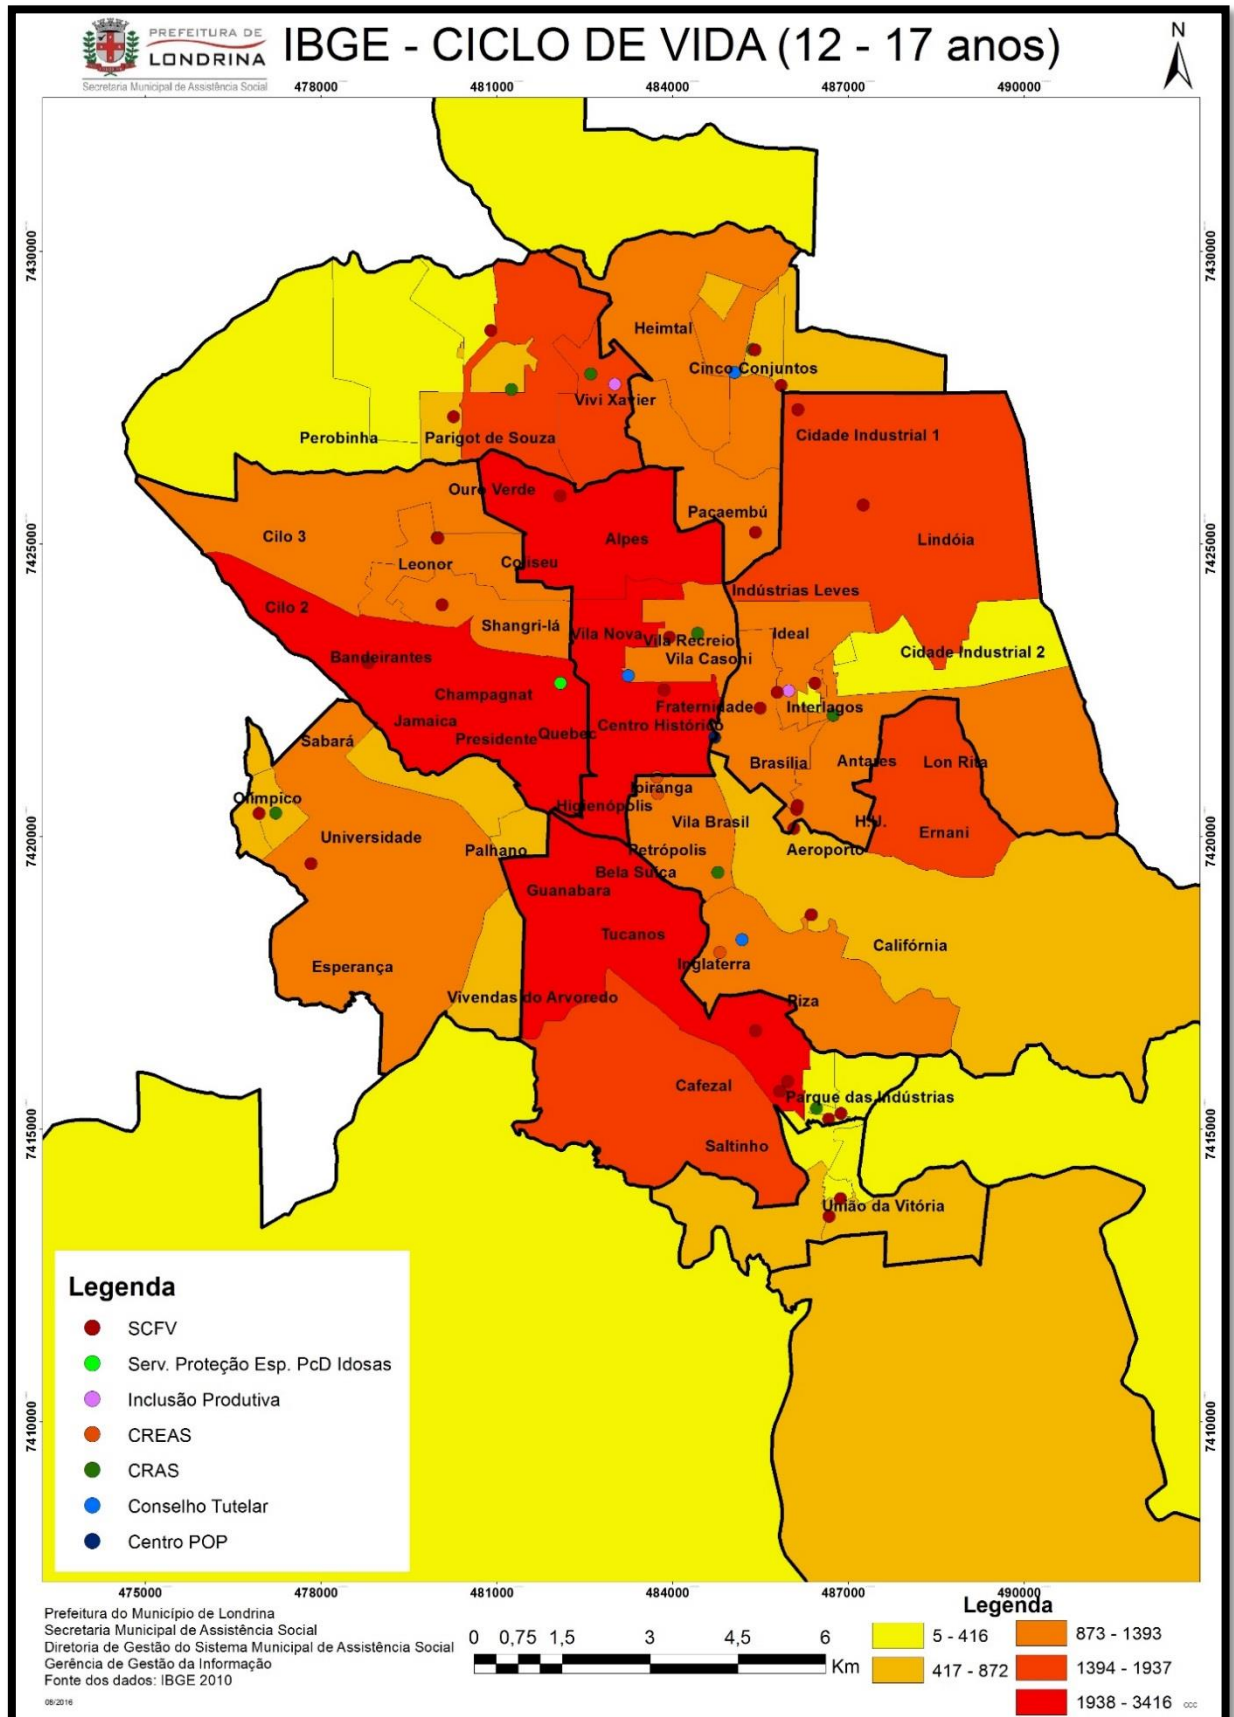 PREFEITURA DE
LONDRINA
Secretaria Municipal de Assistência Social
IBGE - CICLO DE VIDA (12 - 17 anos)
N
478000 481000 484000 487000 490000
7430000 7430000
Heimtal
Cinco Conjuntos
Vivi Xavier
Perobinha Parigot de Souza Cidade Industrial 1
Ouro Verde
Pacaembú
7425000 7425000
Cilo 3 Alpes Lindóia
Leonor Coliseu
Indústrias Leves
Cilo 2
Shangri-lá Vila Nova Vila Recreio Ideal
Bandeirantes Vila Casoni Cidade Industrial 2
Champagnat
Jamaica Fraternidade Interlagos
Presidente Quebec Centro Histórico
Sabará Brasília Antares Lon Rita
Ipiranga
Olímpico Higienópolis
7420000 7420000
Universidade Vila Brasil H.U. Ernani
Palhano Petrópolis Aeroporto
Bela Suíça
Guanabara
Tucanos Califórnia
Esperança Inglaterra
Vivendas do Arvoredo Piza
Cafezal Parque das Indústrias
7415000 7415000
Saltinho
União da Vitória
Legenda
SCFV
Serv. Proteção Esp. PcD Idosas
Inclusão Produtiva
CREAS
CRAS
Conselho Tutelar
Centro POP
7410000 7410000
475000 478000 481000 484000 487000 490000
Prefeitura do Município de Londrina
Secretaria Municipal de Assistência Social
Diretoria de Gestão do Sistema Municipal de Assistência Social
Gerência de Gestão da Informação
Fonte dos dados: IBGE 2010
08/2016
0 0,75 1,5 3 4,5 6
Km
Legenda
5 - 416 873 - 1393
417 - 872 1394 - 1937
1938 - 3416
ccc